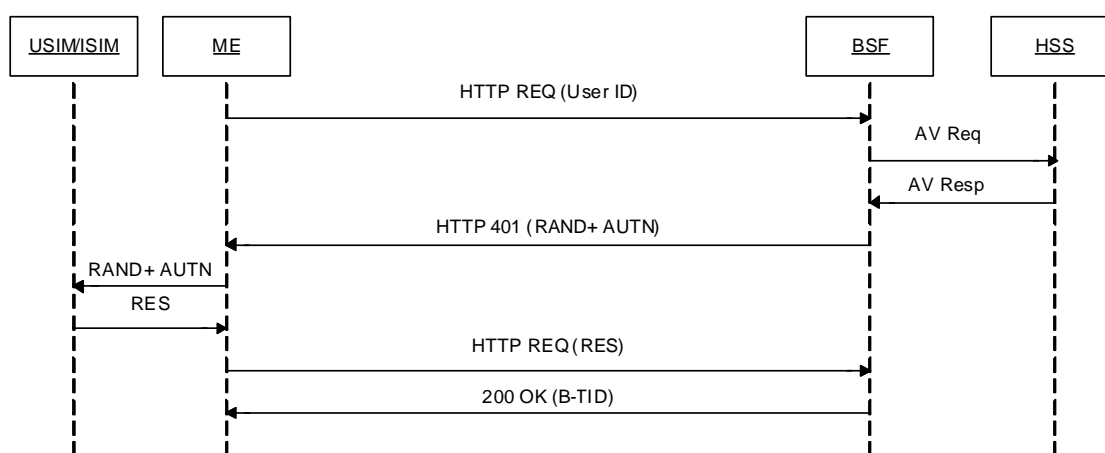 USIM/ISIM
ME
BSF
HSS
HTTP REQ (User ID)
AV Req
AV Resp
HTTP 401 (RAND+ AUTN)
RAND+ AUTN
RES
HTTP REQ (RES)
200 OK (B-TID)